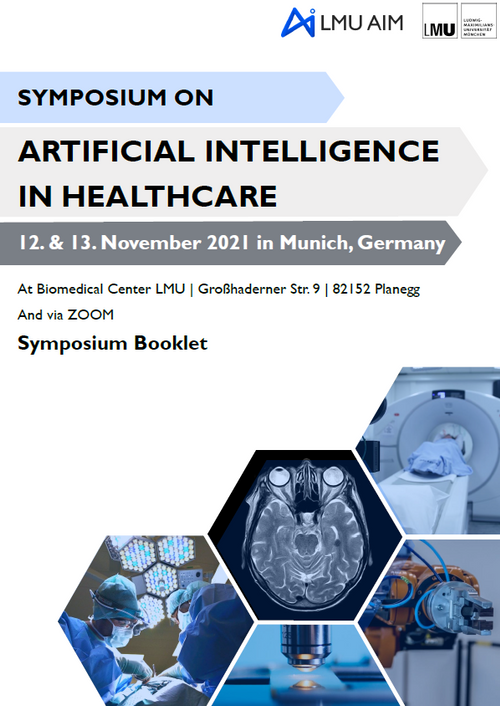 LMU AIM
LMU
LUDWIG-
MAXIMILIANS
UNIVERSITÄT
MÜNCHEN
SYMPOSIUM ON
ARTIFICIAL INTELLIGENCE
IN HEALTHCARE
12. & 13. November 2021 in Munich, Germany
At Biomedical Center LMU | Großhaderner Str. 9 | 82152 Planegg
And via ZOOM
Symposium Booklet